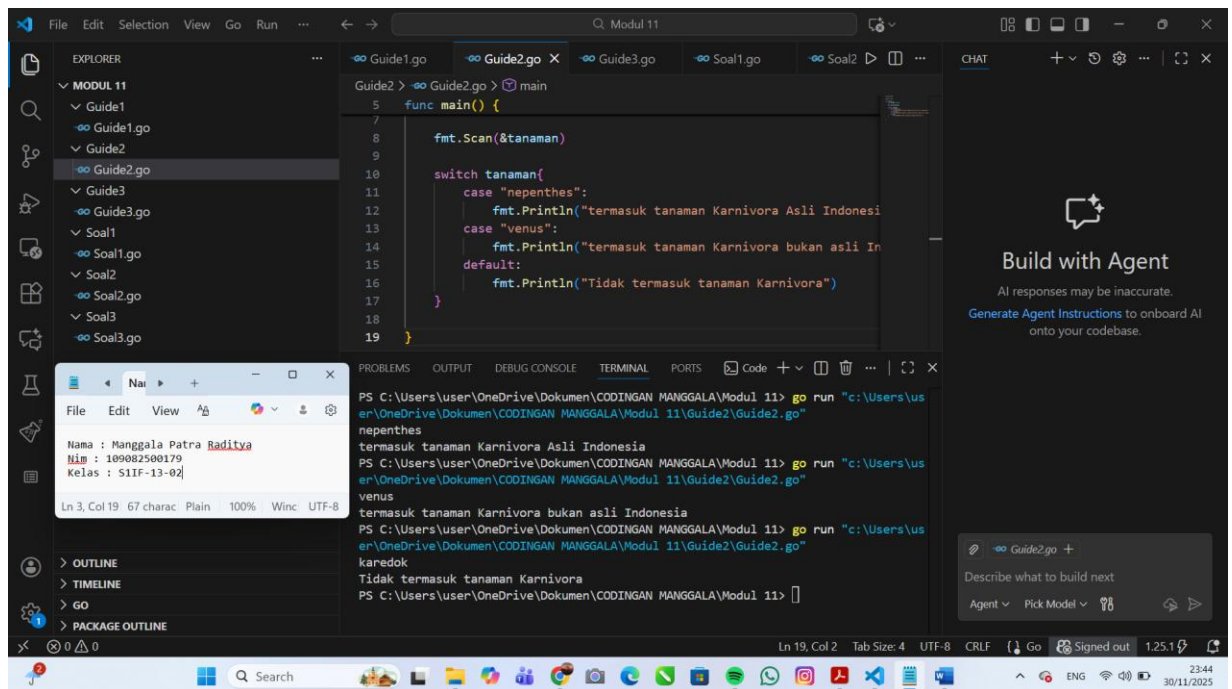 File Edit Selection View Go Run ... Modul 11
EXPLORER ...
MODUL 11
Guide1
Guide1.go
Guide2
Guide2.go
Guide3
Guide3.go
Soal1
Soal1.go
Soal2
Soal2.go
Soal3
Soal3.go
OUTLINE
TIMELINE
GO
PACKAGE OUTLINE
Guide1.go Guide2.go Guide3.go Soal1.go Soal2 ...
Guide2 > Guide2.go > main
5 func main() {
7
8 fmt.Scan(&tanaman)
9
10 switch tanaman{
11 case "nepenthes":
12 fmt.Println("termasuk tanaman Karnivora Asli Indonesi
13 case "venus":
14 fmt.Println("termasuk tanaman Karnivora bukan asli In
15 default:
16 fmt.Println("Tidak termasuk tanaman Karnivora")
17 }
18
19 }
PROBLEMS OUTPUT DEBUG CONSOLE TERMINAL PORTS Code ...
PS C:\Users\user\OneDrive\Dokumen\CODINGAN MANGGALA\Modul 11> go run "c:\Users\us
er\OneDrive\Dokumen\CODINGAN MANGGALA\Modul 11\Guide2\Guide2.go"
nepenthes
termasuk tanaman Karnivora Asli Indonesia
PS C:\Users\user\OneDrive\Dokumen\CODINGAN MANGGALA\Modul 11> go run "c:\Users\us
er\OneDrive\Dokumen\CODINGAN MANGGALA\Modul 11\Guide2\Guide2.go"
venus
termasuk tanaman Karnivora bukan asli Indonesia
PS C:\Users\user\OneDrive\Dokumen\CODINGAN MANGGALA\Modul 11> go run "c:\Users\us
er\OneDrive\Dokumen\CODINGAN MANGGALA\Modul 11\Guide2\Guide2.go"
karedok
Tidak termasuk tanaman Karnivora
PS C:\Users\user\OneDrive\Dokumen\CODINGAN MANGGALA\Modul 11>
Nai
File Edit View
Nama : Manggala Patra Raditya
Nim : 109082500179
Kelas : S1IF-13-02
Ln 3, Col 19 67 charac Plain 100% Winc UTF-8
CHAT
Build with Agent
AI responses may be inaccurate.
Generate Agent Instructions to onboard AI
onto your codebase.
Guide2.go
Describe what to build next
Agent Pick Model
0 0 Ln 19, Col 2 Tab Size: 4 UTF-8 CRLF Go Signed out 1.25.1
2 Search ENG 23:44
30/11/2025